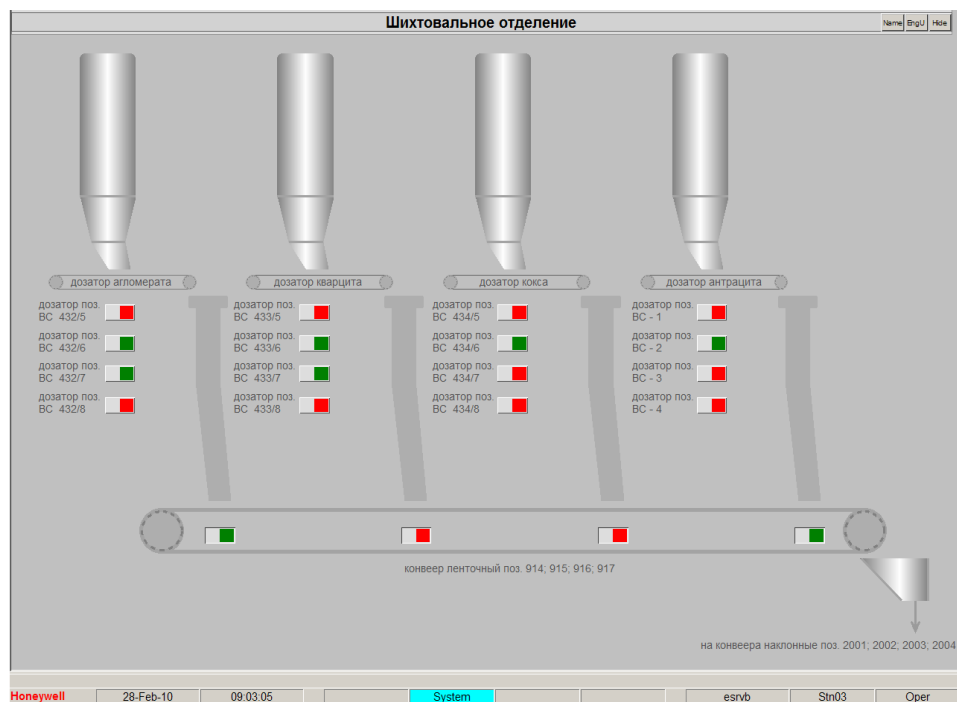 Шихтовальное отделение
Name EngU Hide
дозатор агломерата дозатор кварцита дозатор кокса дозатор антрацита
дозатор поз. дозатор поз. дозатор поз. дозатор поз.
ВС 432/5 ВС 433/5 ВС 434/5 ВС - 1
дозатор поз. дозатор поз. дозатор поз. дозатор поз.
ВС 432/6 ВС 433/6 ВС 434/6 ВС - 2
дозатор поз. дозатор поз. дозатор поз. дозатор поз.
ВС 432/7 ВС 433/7 ВС 434/7 ВС - 3
дозатор поз. дозатор поз. дозатор поз. дозатор поз.
ВС 432/8 ВС 433/8 ВС 434/8 ВС - 4
конвеер ленточный поз. 914; 915; 916; 917
на конвеера наклонные поз. 2001; 2002; 2003; 2004
Honeywell 28-Feb-10 09:03:05 System esrvb Stn03 Oper